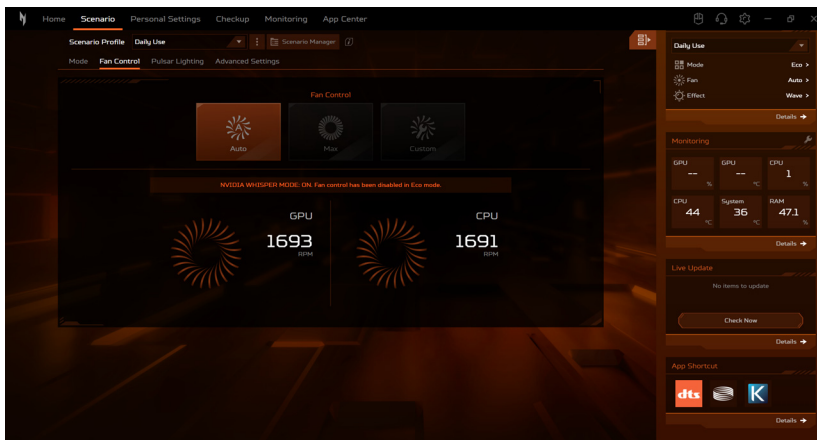 Home Scenario Personal Settings Checkup Monitoring App Center
Scenario Profile Daily Use Scenario Manager
Mode Fan Control Pulsar Lighting Advanced Settings
Fan Control
Auto Max Custom
NVIDIA WHISPER MODE: ON. Fan control has been disabled in Eco mode.
GPU
1693
RPM
CPU
1691
RPM
Daily Use
Mode Eco >
Fan Auto >
Effect Wave >
Details →
Monitoring
GPU GPU CPU
-- -- 1
% °C %
CPU System RAM
44 36 47.1
°C °C %
Details →
Live Update
No items to update
Check Now
Details →
App Shortcut
dts K
Details →